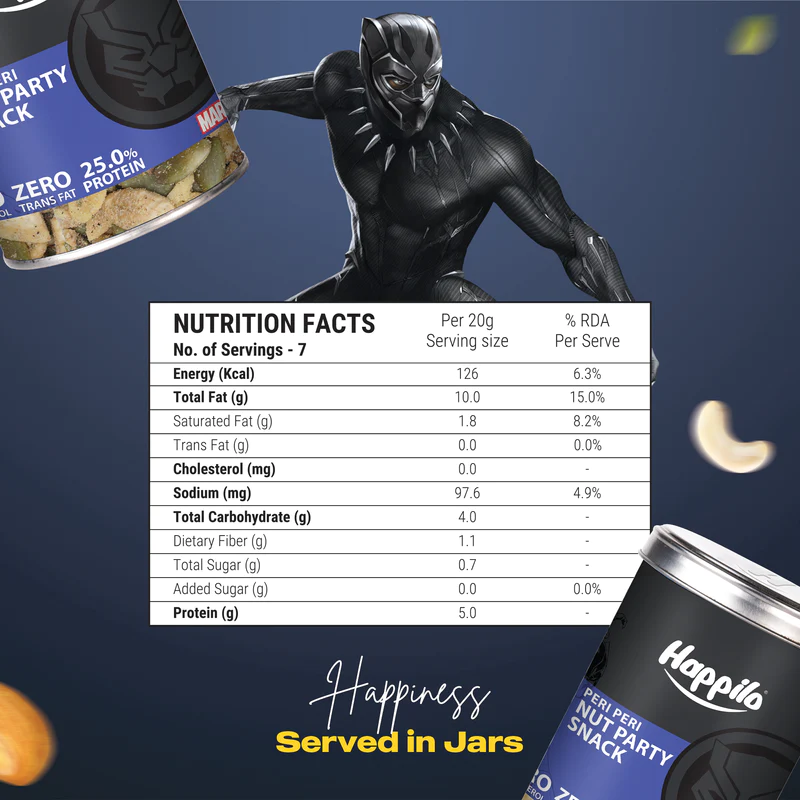 PARTY
MAR
ZERO
TRANS FAT
25.0%
PROTEIN
NUTRITION FACTS
No. of Servings - 7
Per 20g
Serving size
% RDA
Per Serve
Energy (Kcal) 126 6.3%
Total Fat (g) 10.0 15.0%
Saturated Fat (g) 1.8 8.2%
Trans Fat (g) 0.0 0.0%
Cholesterol (mg) 0.0 -
Sodium (mg) 97.6 4.9%
Total Carbohydrate (g) 4.0 -
Dietary Fiber (g) 1.1 -
Total Sugar (g) 0.7 -
Added Sugar (g) 0.0 0.0%
Protein (g) 5.0 -
Happilo
PERI PERI
NUT PARTY
SNACK
Happiness
Served in Jars